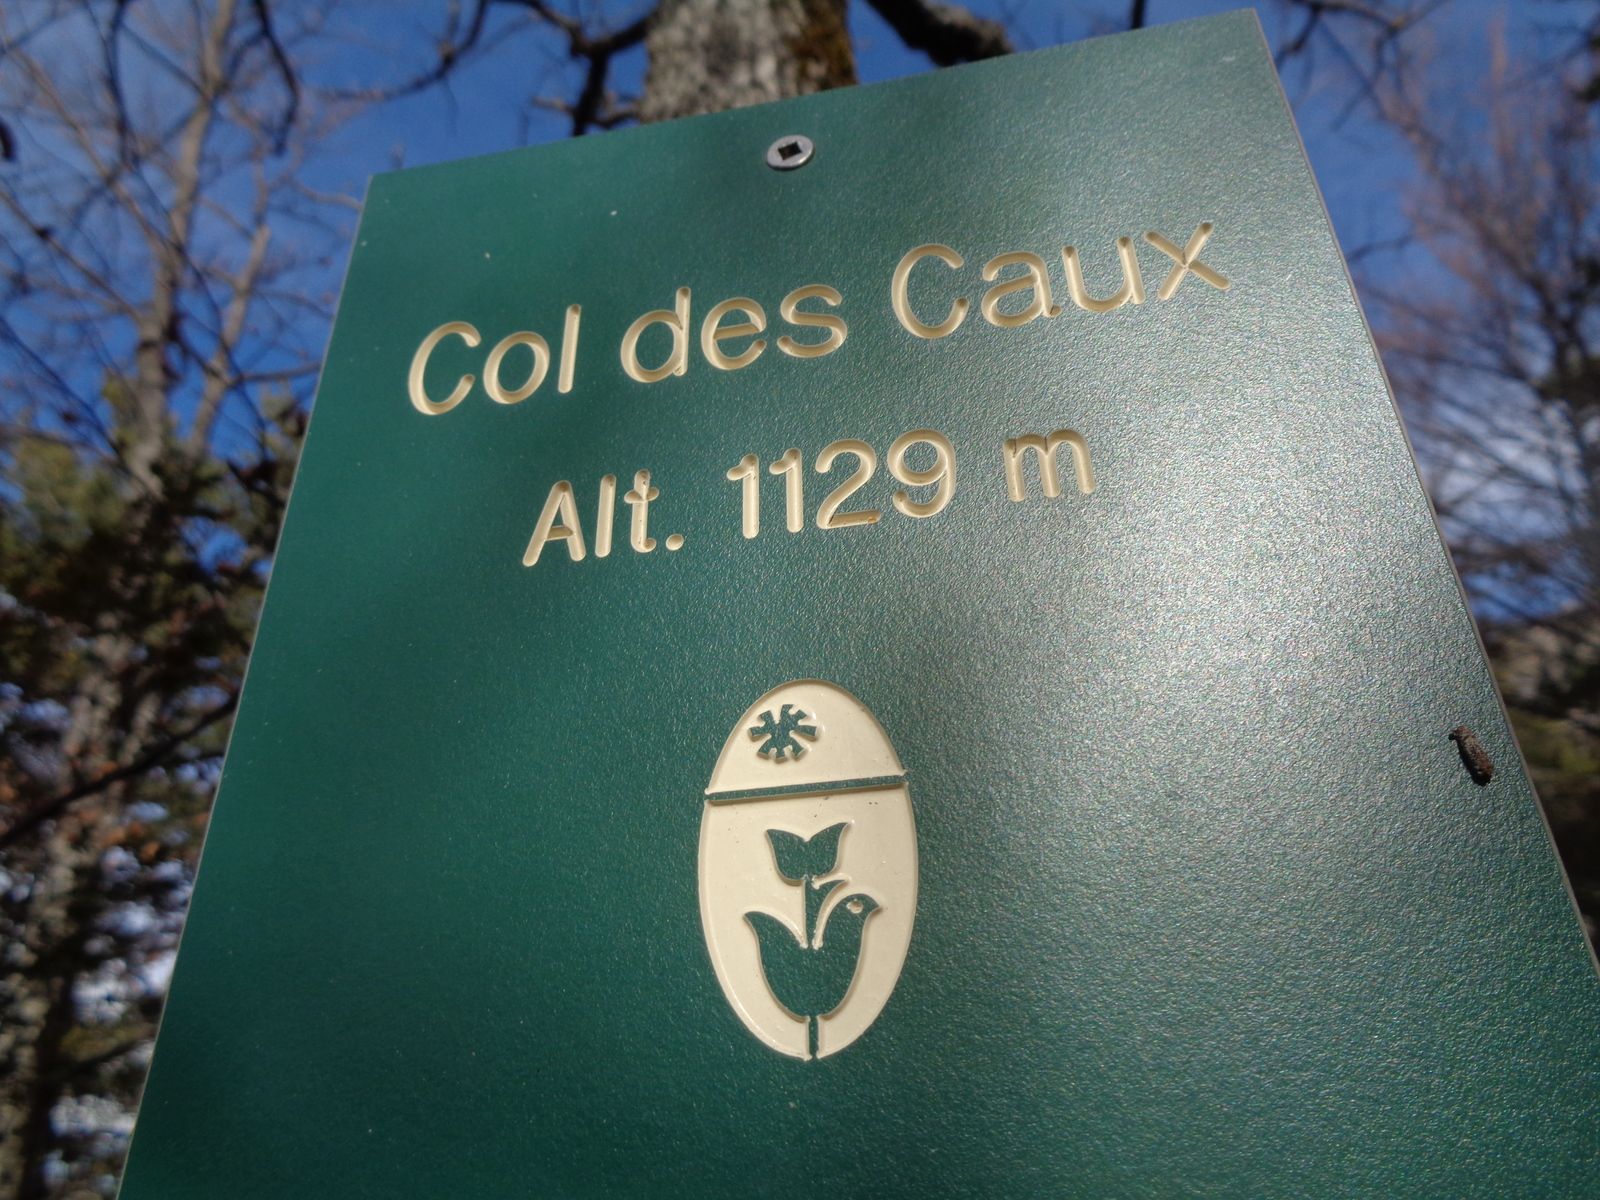 Col des Caux
Alt. 1129 m